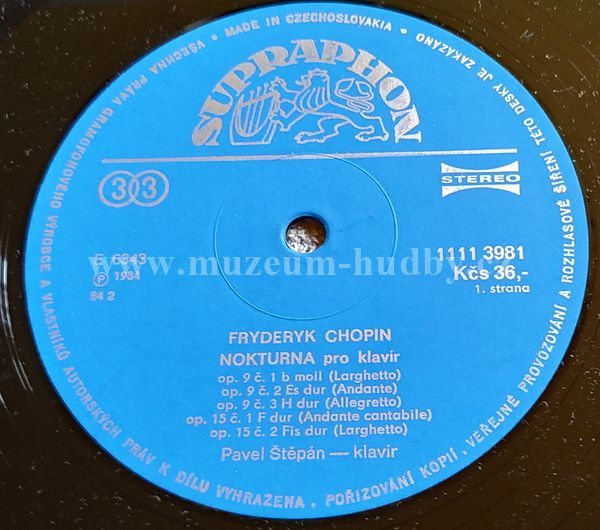 VŠECHNA PRÁVA GRAMOFONOVÉHO VÝROBCE A VLASTNÍKŮ AUTORSKÝCH PRÁV K DÍLU VYHRAŽENA. POŘIZOVÁNÍ KOPIÍ, VEŘEJNÉ PROVOZOVÁNÍ A ROZHLASOVÉ ŠÍŘENÍ TÉTO DESKY JE ZAKÁZÁNO • MADE IN CZECHOSLOVAKIA •
SUPRAPHON
33
STEREO
E 6343
1111 3981
www.muzeum-hudby.cz
℗ 1984
Kčs 36,-
84 2
1. strana
FRYDERYK CHOPIN
NOKTURNA pro klavír
op. 9 č. 1 b moll (Larghetto)
op. 9 č. 2 Es dur (Andante)
op. 9 č. 3 H dur (Allegretto)
op. 15 č. 1 F dur (Andante cantabile)
op. 15 č. 2 Fis dur (Larghetto)
Pavel Štěpán — klavír